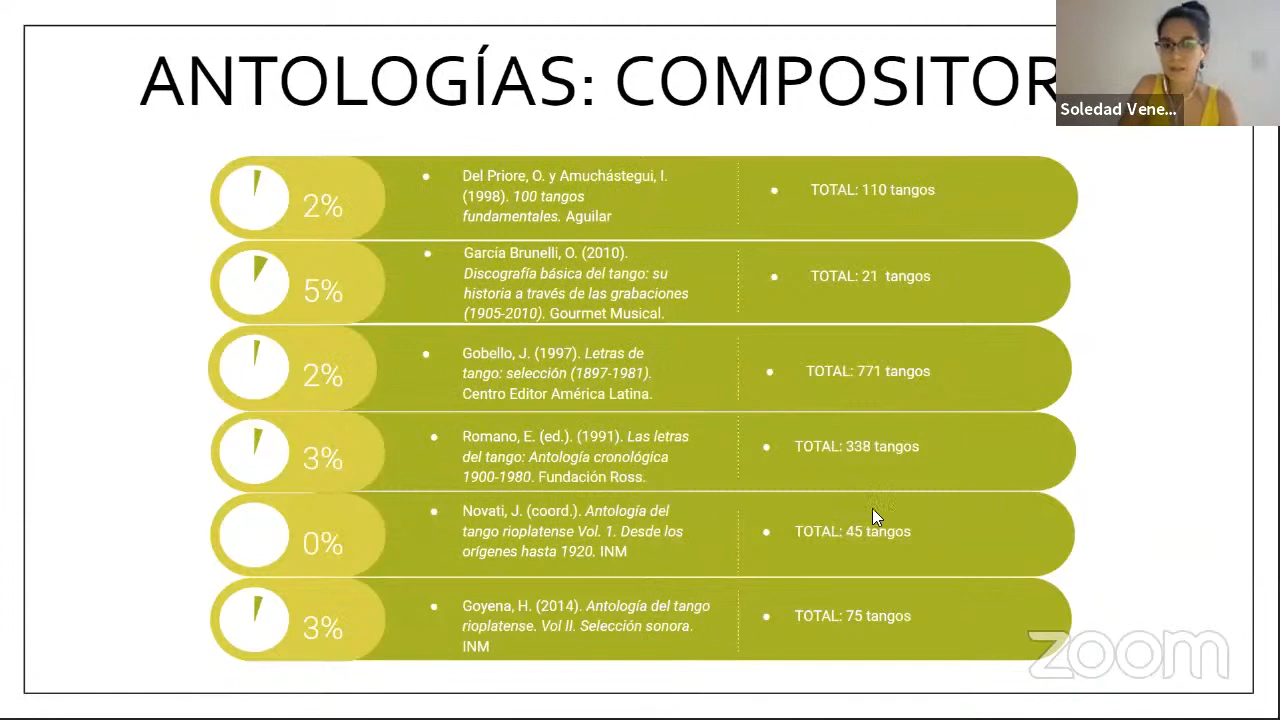 ANTOLOGÍAS: COMPOSITOR
Soledad Vene...
2%
Del Priore, O. y Amuchástegui, I.
(1998). 100 tangos
fundamentales. Aguilar
TOTAL: 110 tangos
5%
García Brunelli, O. (2010).
Discografía básica del tango: su
historia a través de las grabaciones
(1905-2010). Gourmet Musical.
TOTAL: 21 tangos
2%
Gobello, J. (1997). Letras de
tango: selección (1897-1981).
Centro Editor América Latina.
TOTAL: 771 tangos
3%
Romano, E. (ed.). (1991). Las letras
del tango: Antología cronológica
1900-1980. Fundación Ross.
TOTAL: 338 tangos
0%
Novati, J. (coord.). Antología del
tango rioplatense Vol. 1. Desde los
orígenes hasta 1920. INM
TOTAL: 45 tangos
3%
Goyena, H. (2014). Antología del tango
rioplatense. Vol II. Selección sonora.
INM
TOTAL: 75 tangos
zoom